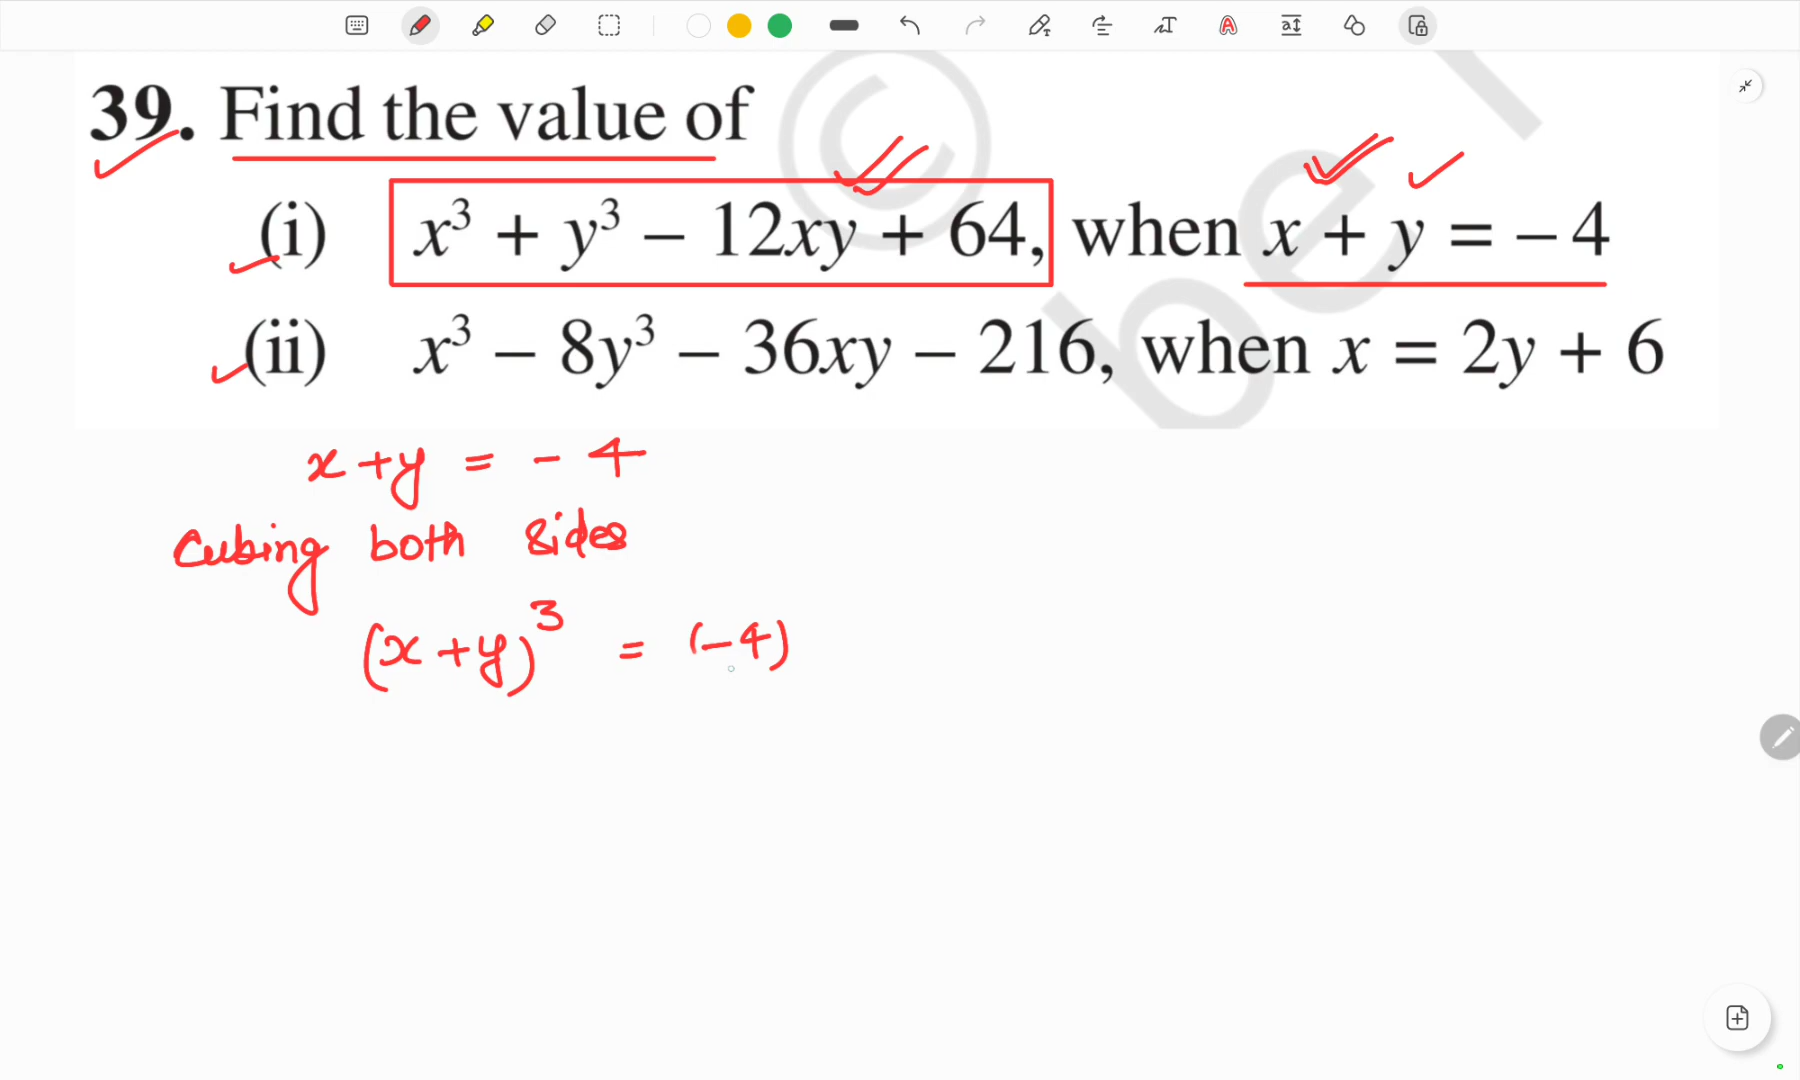 39. Find the value of
(i) x³ + y³ – 12xy + 64, when x + y = – 4
(ii) x³ – 8y³ – 36xy – 216, when x = 2y + 6
x + y = - 4
Cubing both sides
(x + y)³ = (-4)